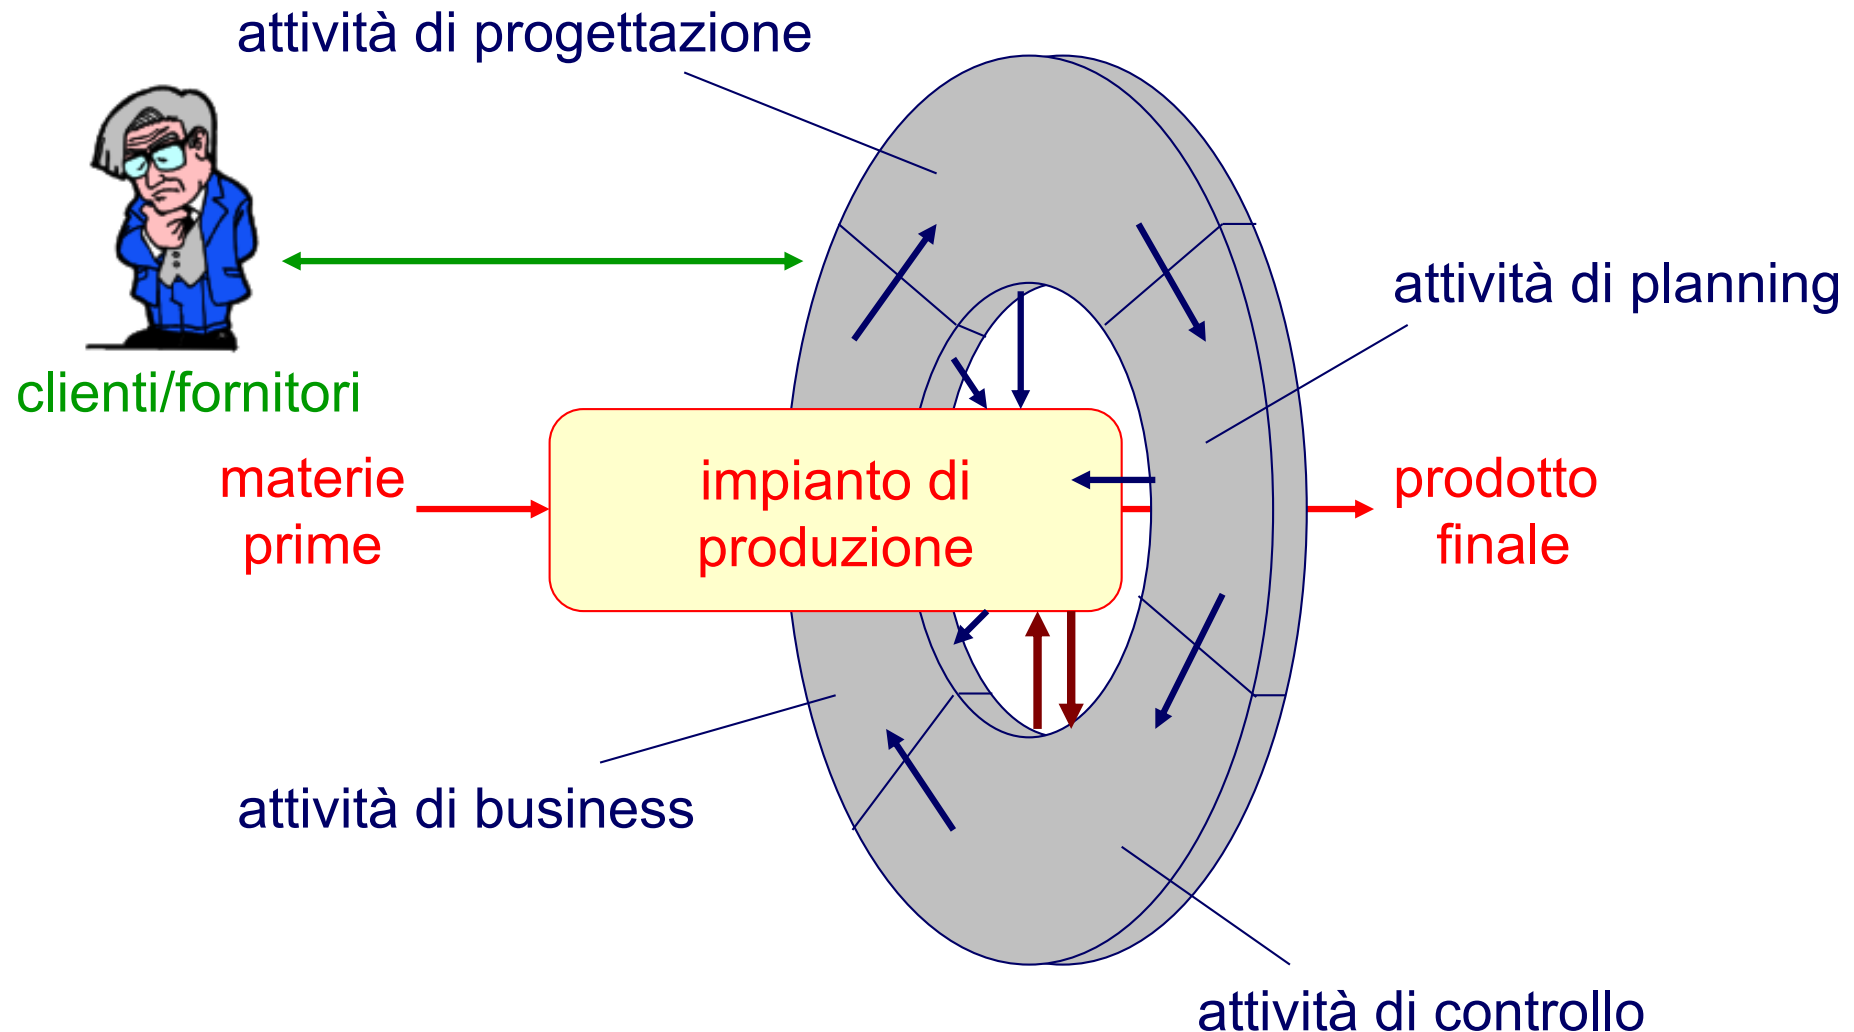 attività di progettazione
attività di planning
clienti/fornitori
materie
prime
impianto di
produzione
prodotto
finale
attività di business
attività di controllo